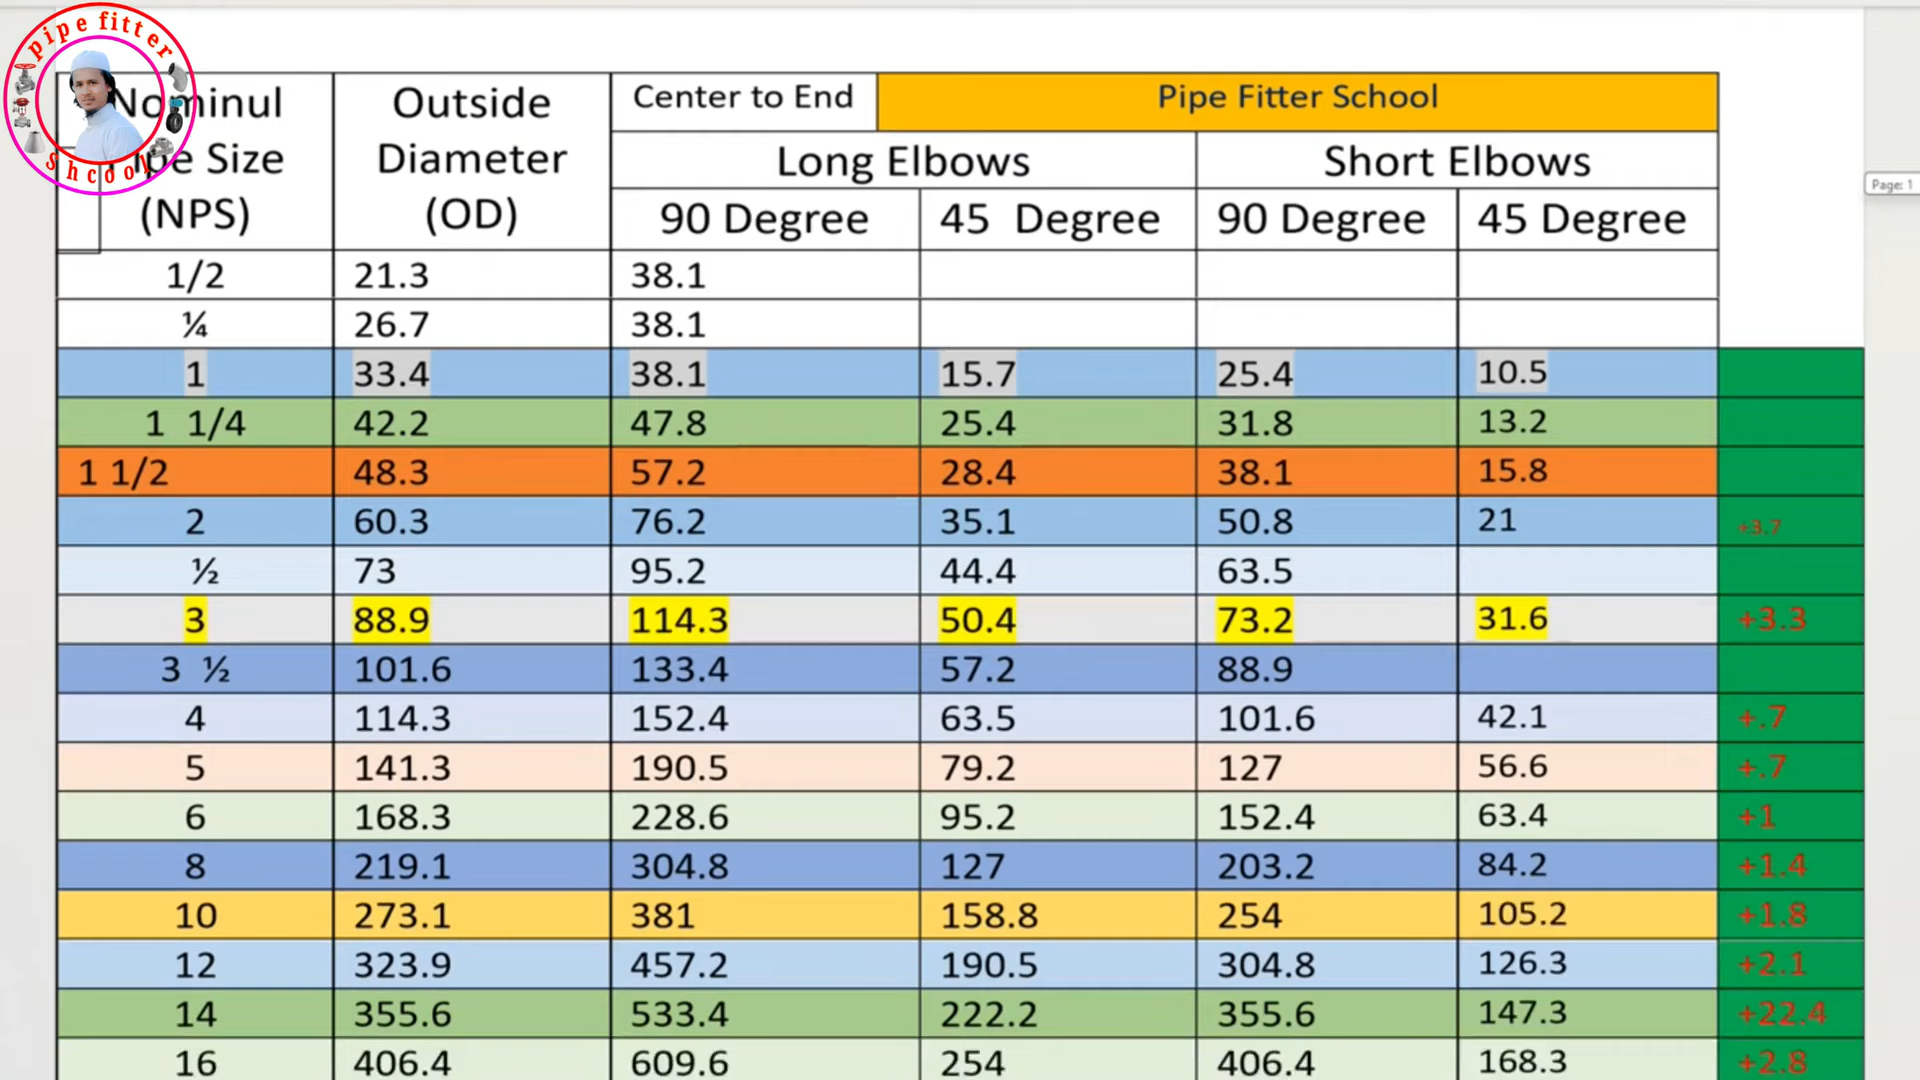 pipe fitter
Shcool
Center to End Pipe Fitter School
Nominul Outside
Pipe Size Diameter Long Elbows Short Elbows
(NPS) (OD) 90 Degree 45 Degree 90 Degree 45 Degree
Page: 1
1/2 21.3 38.1
¼ 26.7 38.1
1 33.4 38.1 15.7 25.4 10.5
1 1/4 42.2 47.8 25.4 31.8 13.2
1 1/2 48.3 57.2 28.4 38.1 15.8
2 60.3 76.2 35.1 50.8 21 +3.7
½ 73 95.2 44.4 63.5
3 88.9 114.3 50.4 73.2 31.6 +3.3
3 ½ 101.6 133.4 57.2 88.9
4 114.3 152.4 63.5 101.6 42.1 +.7
5 141.3 190.5 79.2 127 56.6 +.7
6 168.3 228.6 95.2 152.4 63.4 +1
8 219.1 304.8 127 203.2 84.2 +1.4
10 273.1 381 158.8 254 105.2 +1.8
12 323.9 457.2 190.5 304.8 126.3 +2.1
14 355.6 533.4 222.2 355.6 147.3 +22.4
16 406.4 609.6 254 406.4 168.3 +2.8